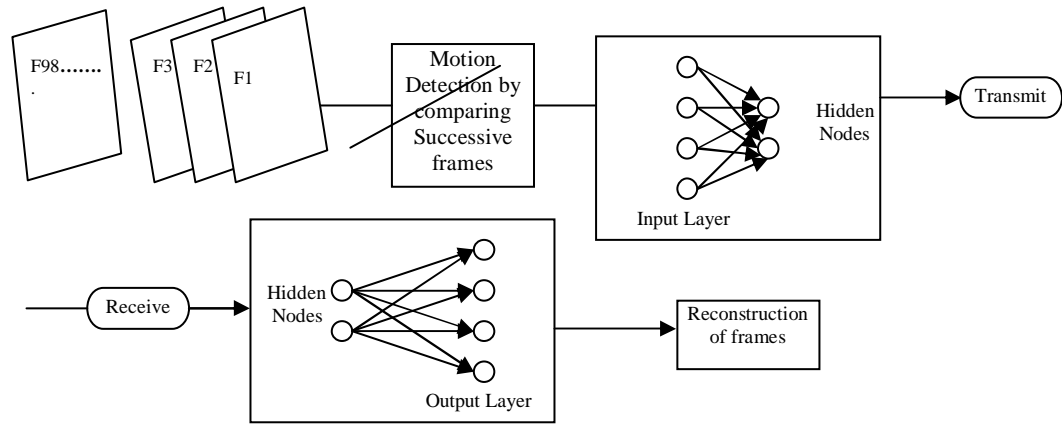 F98.......
.
F3
F2
F1
Motion
Detection by
comparing
Successive
frames
Hidden
Nodes
Input Layer
Transmit
Receive
Hidden
Nodes
Output Layer
Reconstruction
of frames